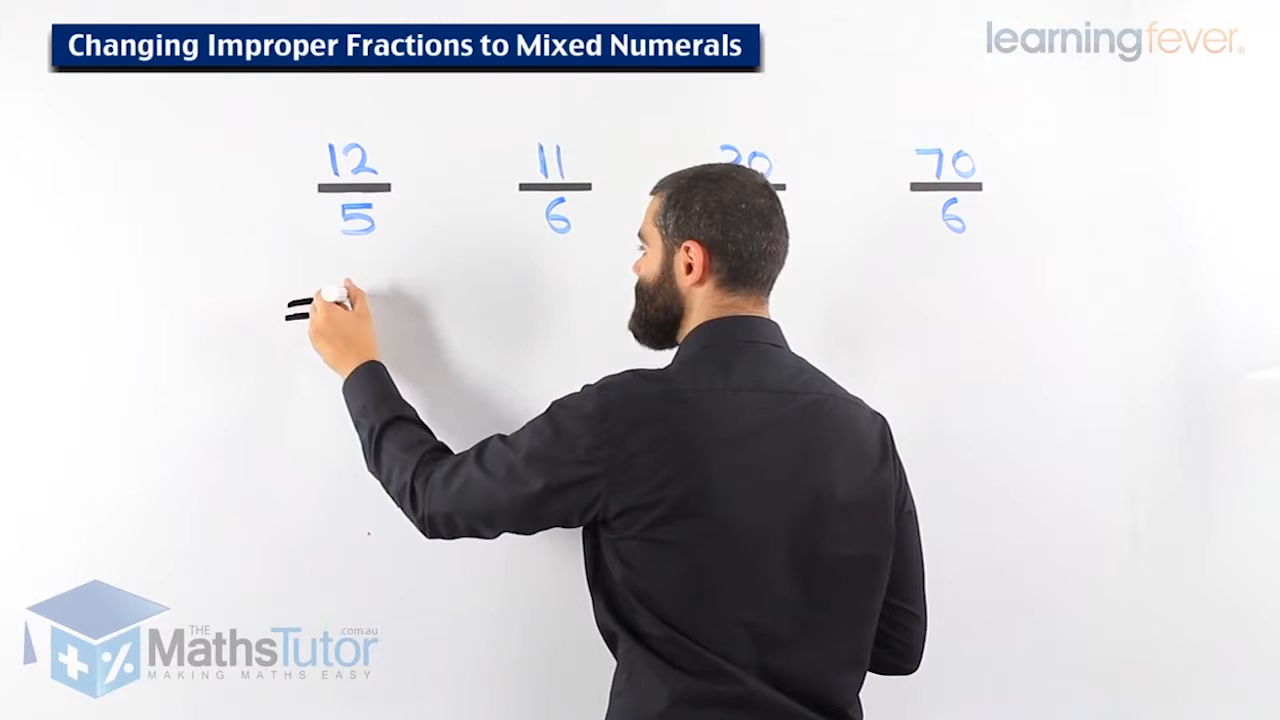 Changing Improper Fractions to Mixed Numerals
learningfever
12 11 20 70
5 6 6
=
THE
MathsTutor
.com.au
MAKING MATHS EASY